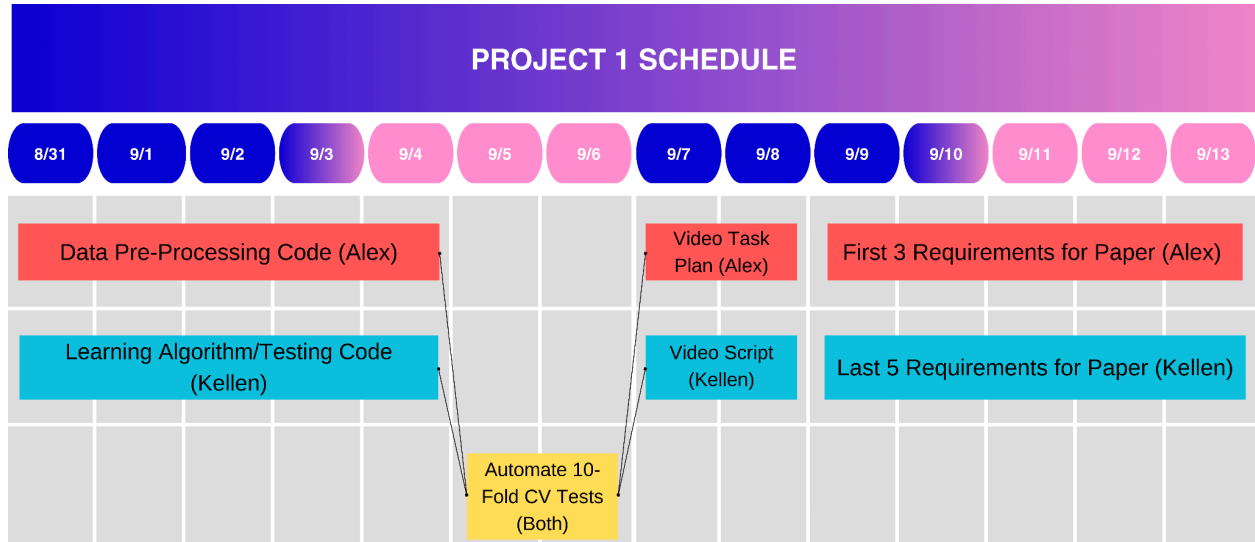 PROJECT 1 SCHEDULE
8/31
9/1
9/2
9/3
9/4
9/5
9/6
9/7
9/8
9/9
9/10
9/11
9/12
9/13
Data Pre-Processing Code (Alex)
Video Task
Plan (Alex)
First 3 Requirements for Paper (Alex)
Learning Algorithm/Testing Code
(Kellen)
Video Script
(Kellen)
Last 5 Requirements for Paper (Kellen)
Automate 10-
Fold CV Tests
(Both)